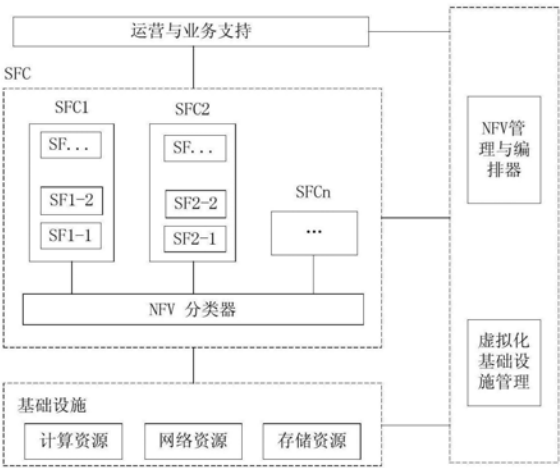 运营与业务支持
SFC
SFC1
SFC2
SF...
SF...
SF1-2
SF2-2
SFCn
SF1-1
SF2-1
...
NFV 分类器
基础设施
计算资源
网络资源
存储资源
NFV管
理与编
排器
虚拟化
基础设
施管理